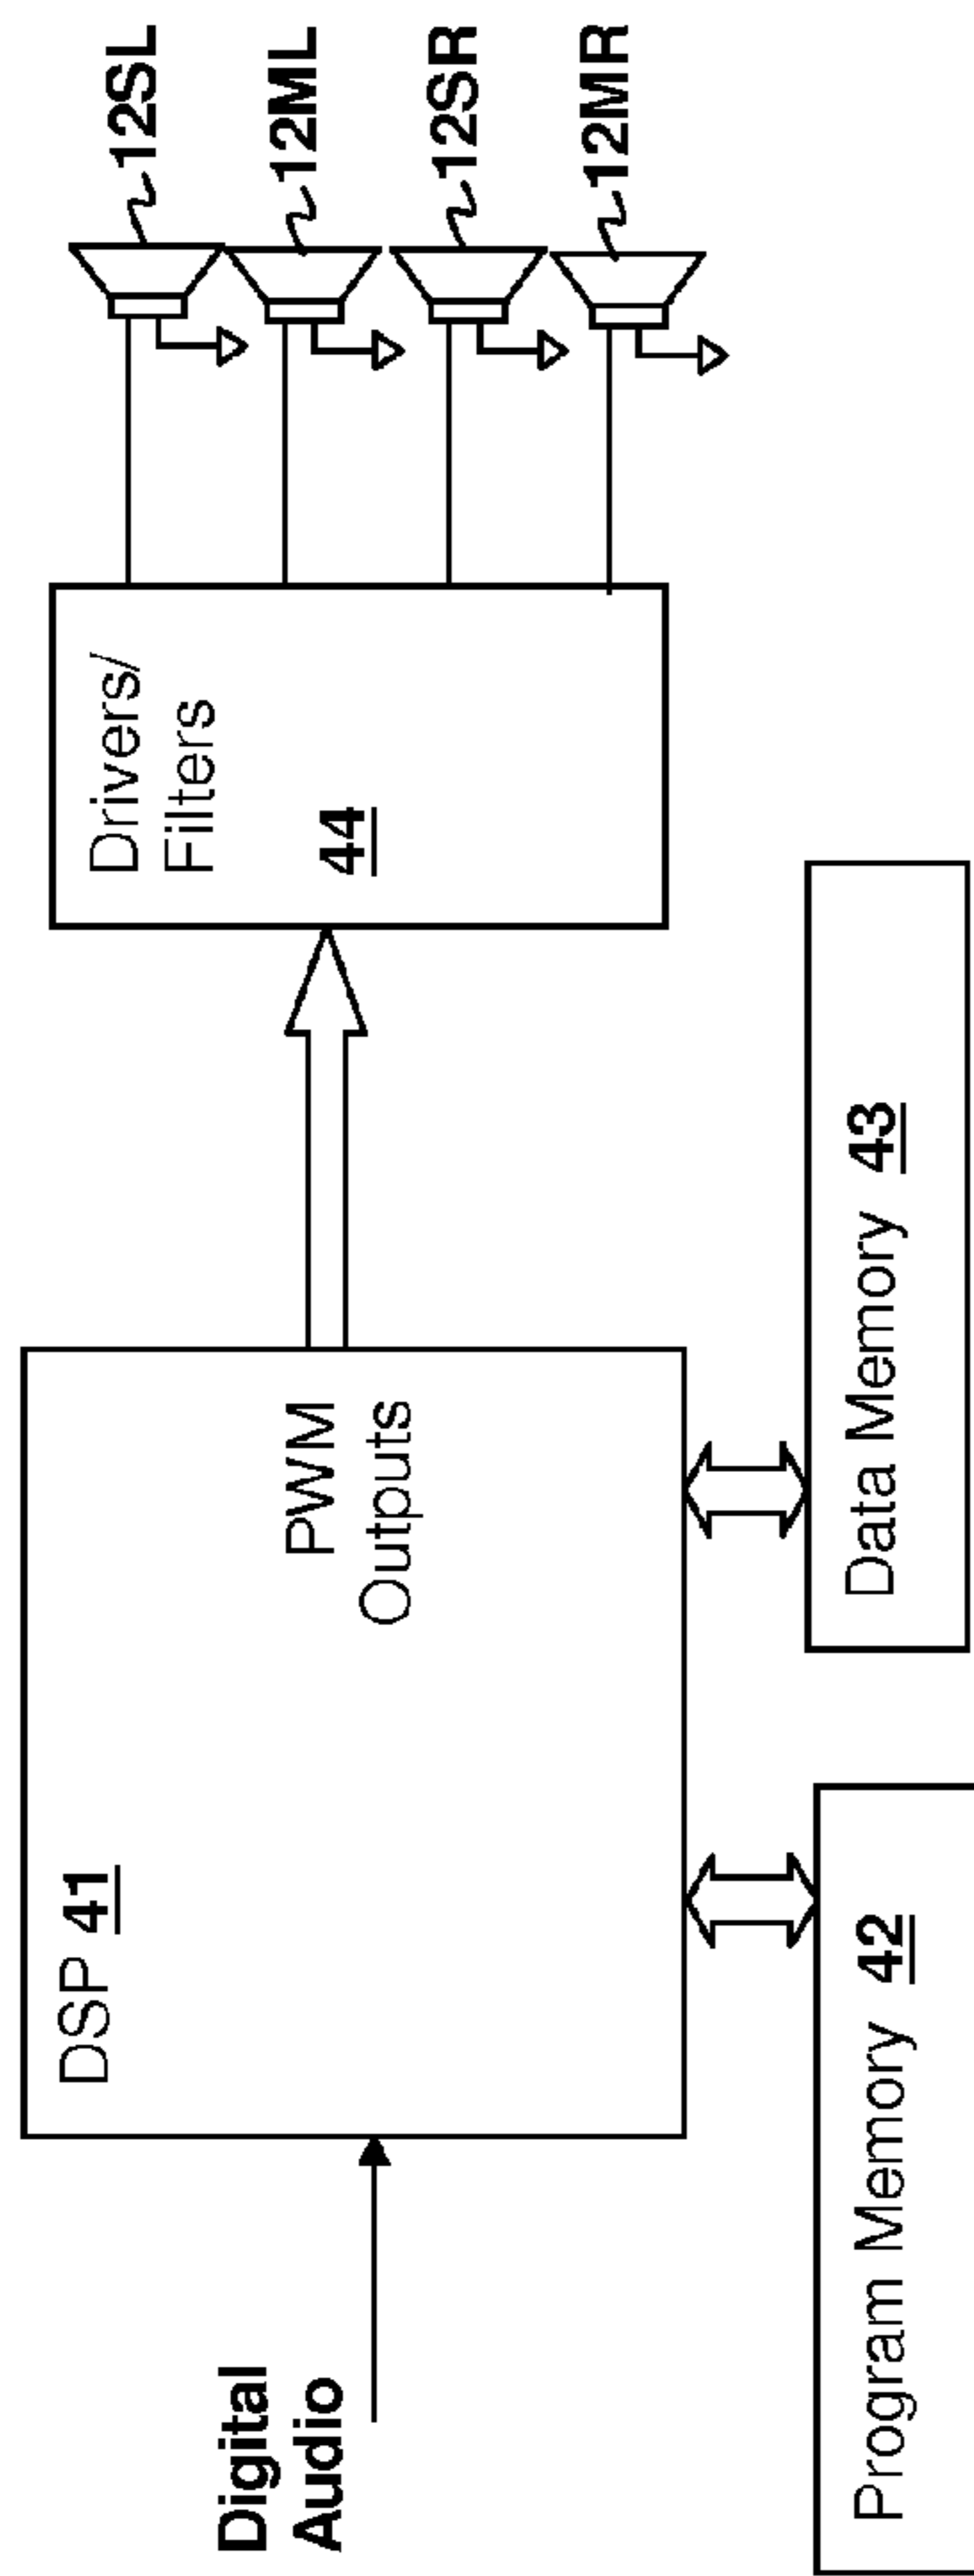 Digital
Audio
DSP 41
PWM
Outputs
Drivers/
Filters
44
12SL
12ML
12SR
12MR
Program Memory 42
Data Memory 43